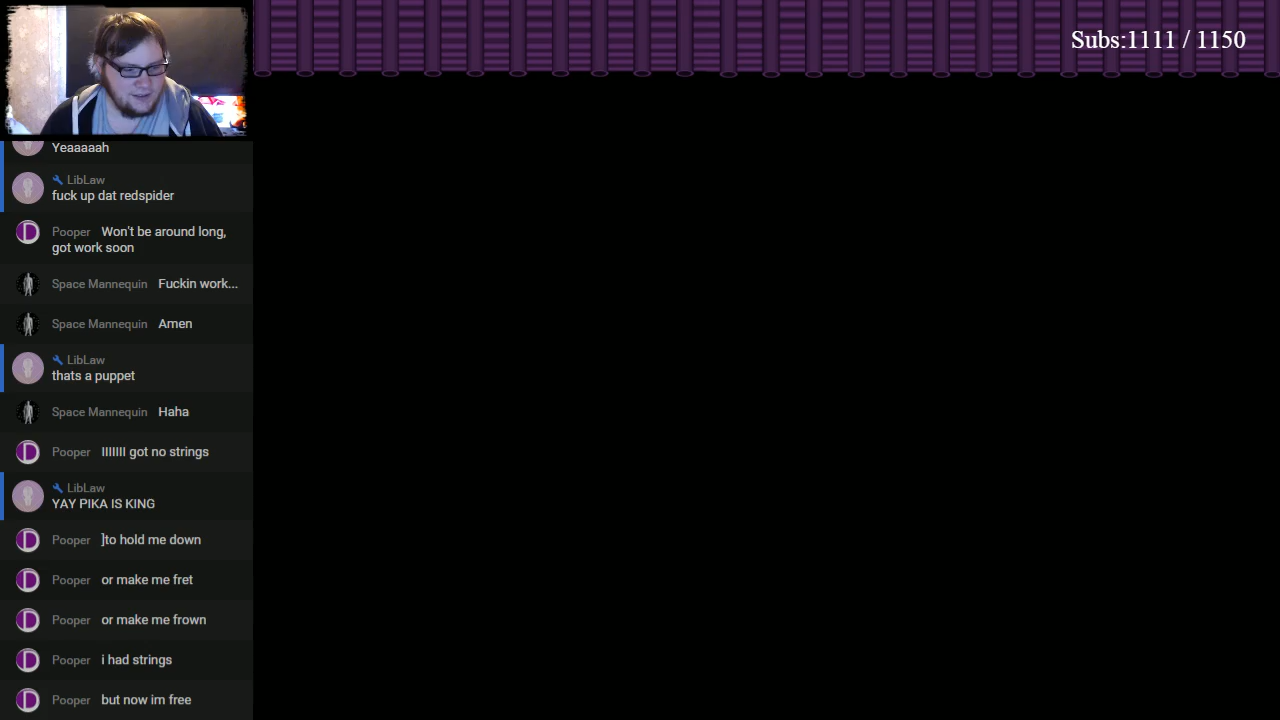 Subs:1111 / 1150
Yeaaaaah
LibLaw
fuck up dat redspider
Pooper Won't be around long,
got work soon
Space Mannequin Fuckin work...
Space Mannequin Amen
LibLaw
thats a puppet
Space Mannequin Haha
Pooper IIIIIII got no strings
LibLaw
YAY PIKA IS KING
Pooper ]to hold me down
Pooper or make me fret
Pooper or make me frown
Pooper i had strings
Pooper but now im free